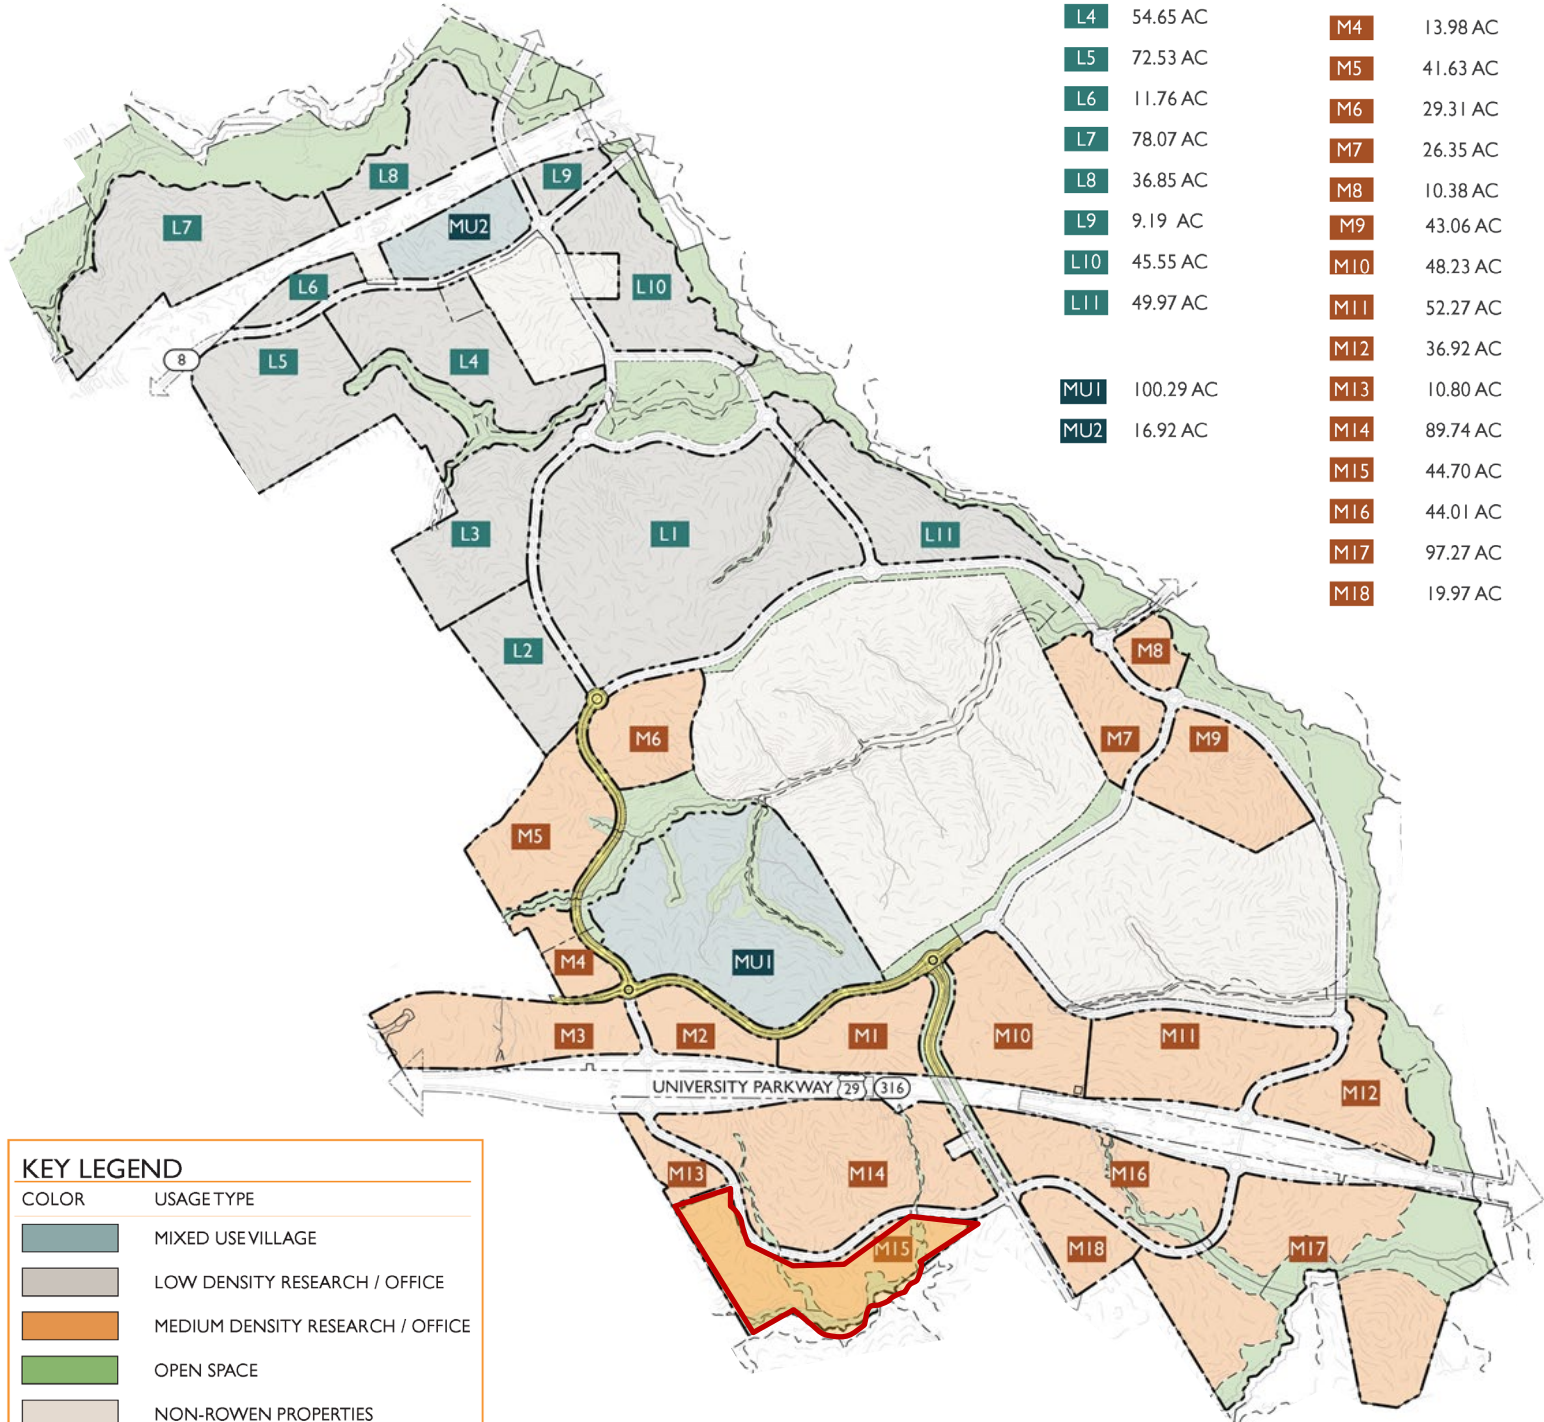 L4 54.65 AC
L5 72.53 AC
L6 11.76 AC
L7 78.07 AC
L8 36.85 AC
L9 9.19 AC
L10 45.55 AC
L11 49.97 AC
MU1 100.29 AC
MU2 16.92 AC
M4 13.98 AC
M5 41.63 AC
M6 29.31 AC
M7 26.35 AC
M8 10.38 AC
M9 43.06 AC
M10 48.23 AC
M11 52.27 AC
M12 36.92 AC
M13 10.80 AC
M14 89.74 AC
M15 44.70 AC
M16 44.01 AC
M17 97.27 AC
M18 19.97 AC
L8
L9
L7
MU2
L6
L10
8
L5
L4
L3
L1
L11
L2
M8
M6
M7
M9
M5
M4
MU1
M3
M2
M1
M10
M11
UNIVERSITY PARKWAY 29 316
M12
M13
M14
M16
M15
M18
M17
KEY LEGEND
COLOR USAGE TYPE
MIXED USE VILLAGE
LOW DENSITY RESEARCH / OFFICE
MEDIUM DENSITY RESEARCH / OFFICE
OPEN SPACE
NON-ROWEN PROPERTIES